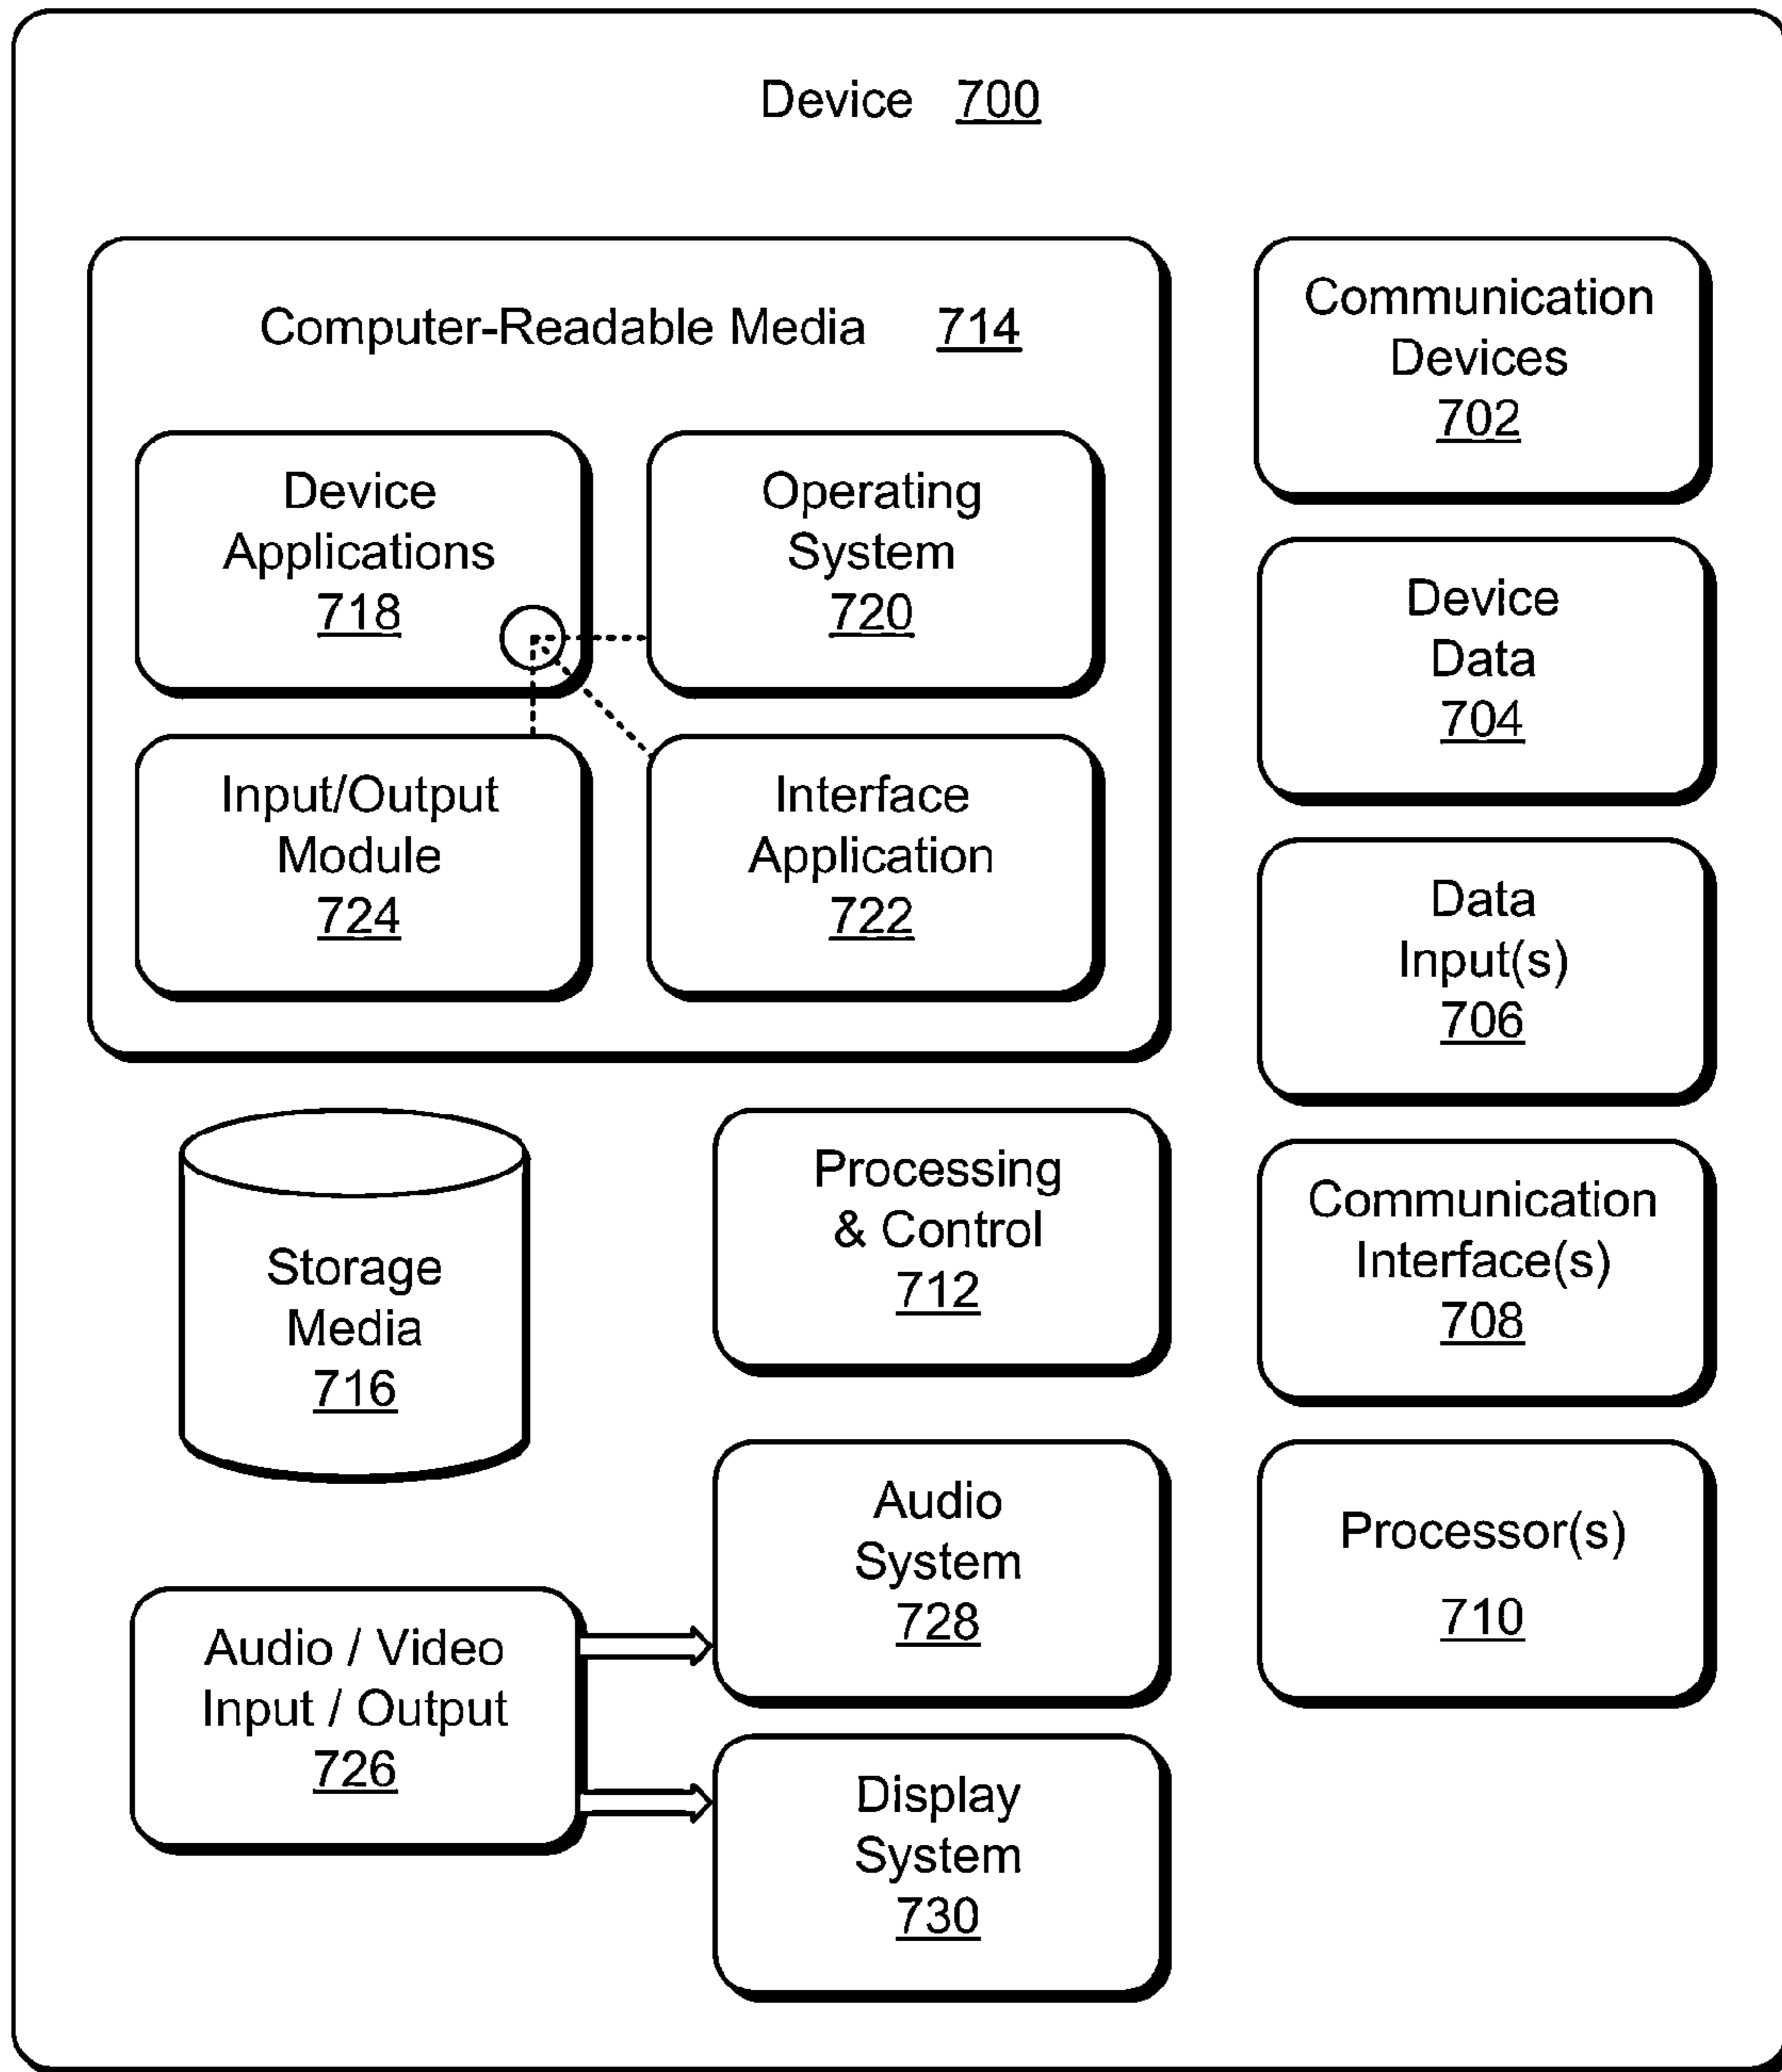 Device 700
Computer-Readable Media 714
Device
Applications
718
Operating
System
720
Input/Output
Module
724
Interface
Application
722
Communication
Devices
702
Device
Data
704
Data
Input(s)
706
Communication
Interface(s)
708
Processor(s)
710
Storage
Media
716
Processing
& Control
712
Audio / Video
Input / Output
726
Audio
System
728
Display
System
730